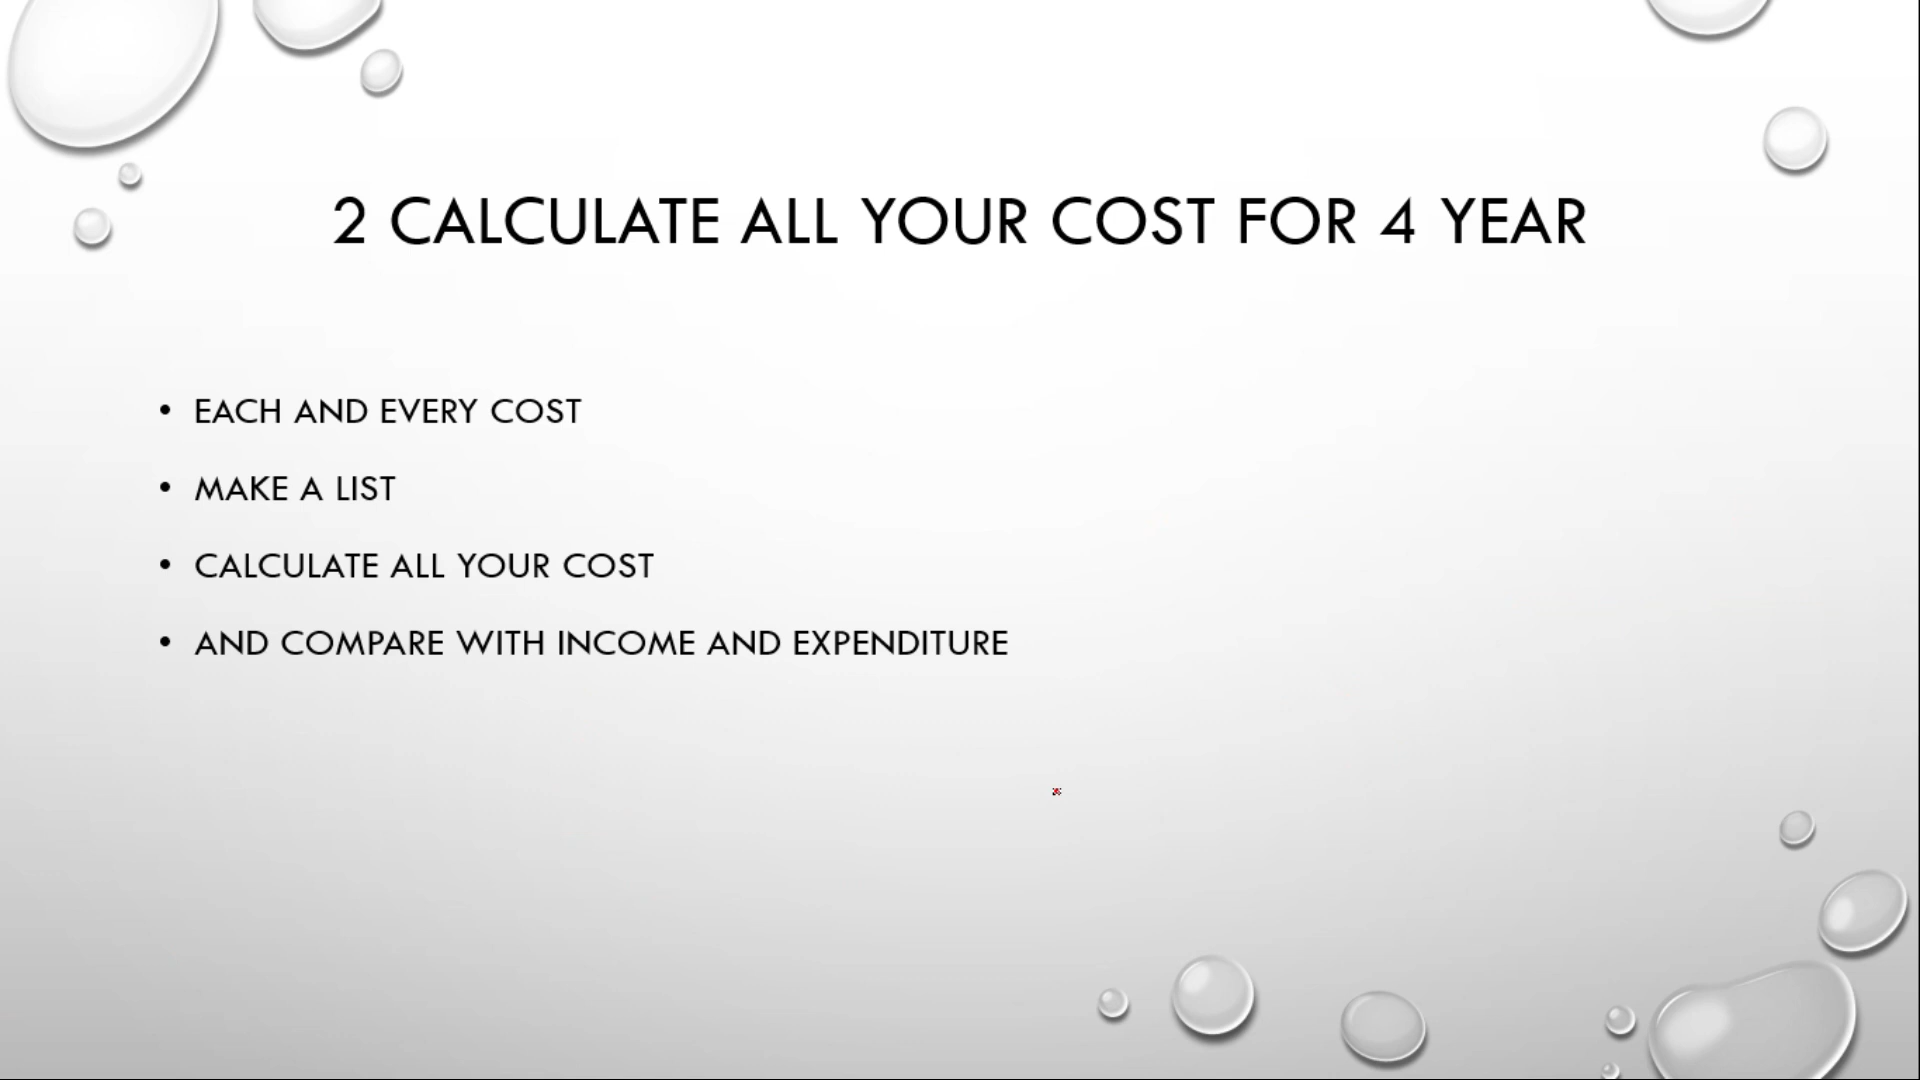 2 CALCULATE ALL YOUR COST FOR 4 YEAR
• EACH AND EVERY COST
• MAKE A LIST
• CALCULATE ALL YOUR COST
• AND COMPARE WITH INCOME AND EXPENDITURE